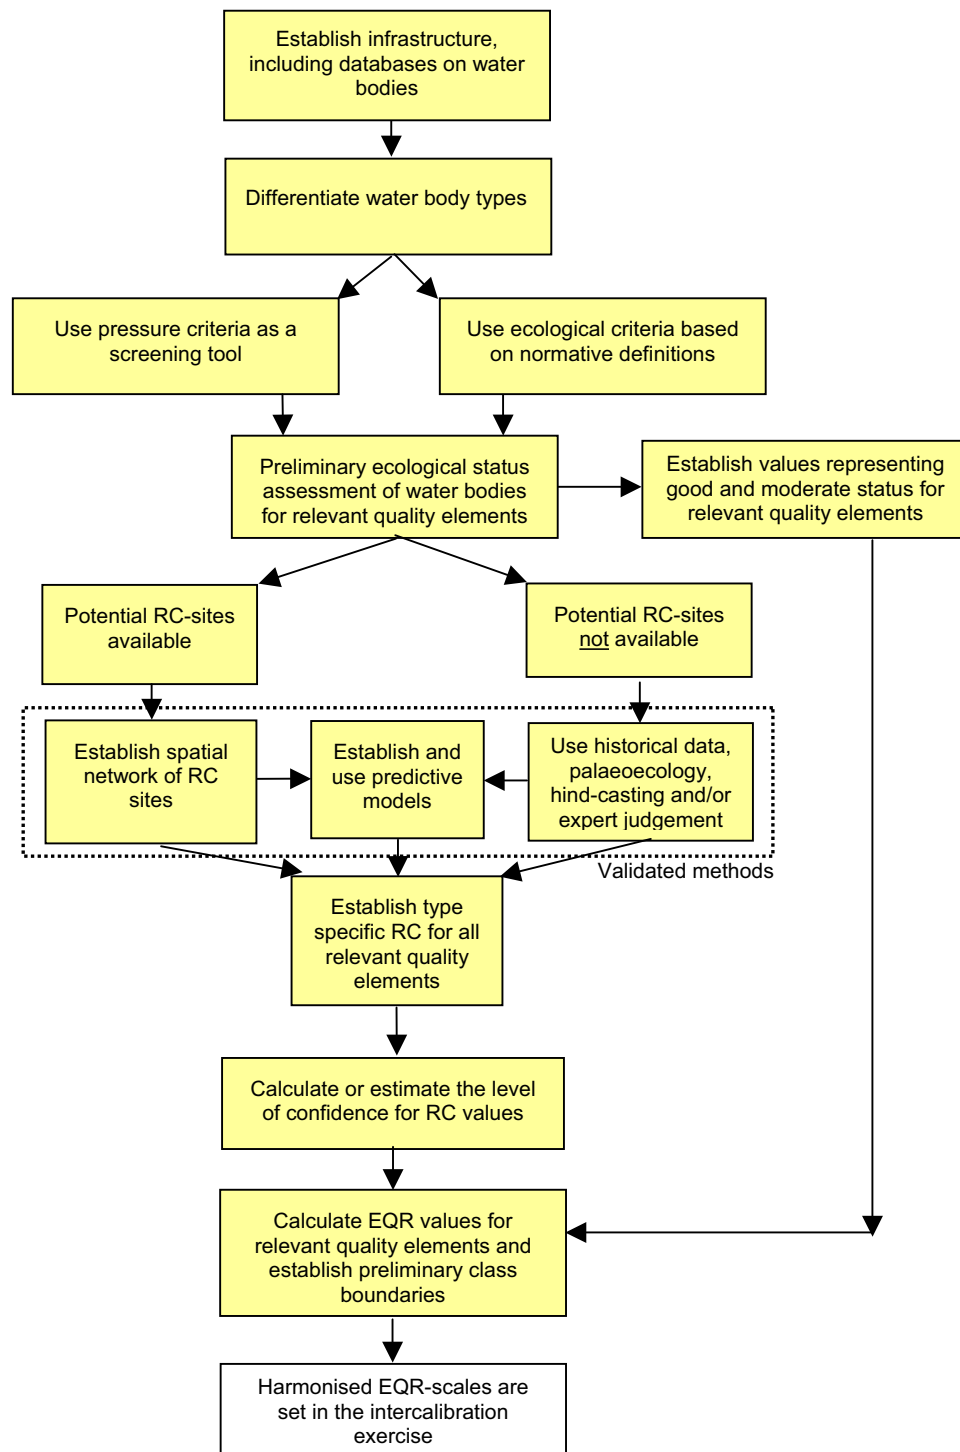 Establish infrastructure,
including databases on water
bodies
Differentiate water body types
Use pressure criteria as a
screening tool
Use ecological criteria based
on normative definitions
Preliminary ecological status
assessment of water bodies
for relevant quality elements
Establish values representing
good and moderate status for
relevant quality elements
Potential RC-sites
available
Potential RC-sites
not available
Establish spatial
network of RC
sites
Establish and
use predictive
models
Use historical data,
palaeoecology,
hind-casting and/or
expert judgement
Validated methods
Establish type
specific RC for all
relevant quality
elements
Calculate or estimate the level
of confidence for RC values
Calculate EQR values for
relevant quality elements and
establish preliminary class
boundaries
Harmonised EQR-scales are
set in the intercalibration
exercise